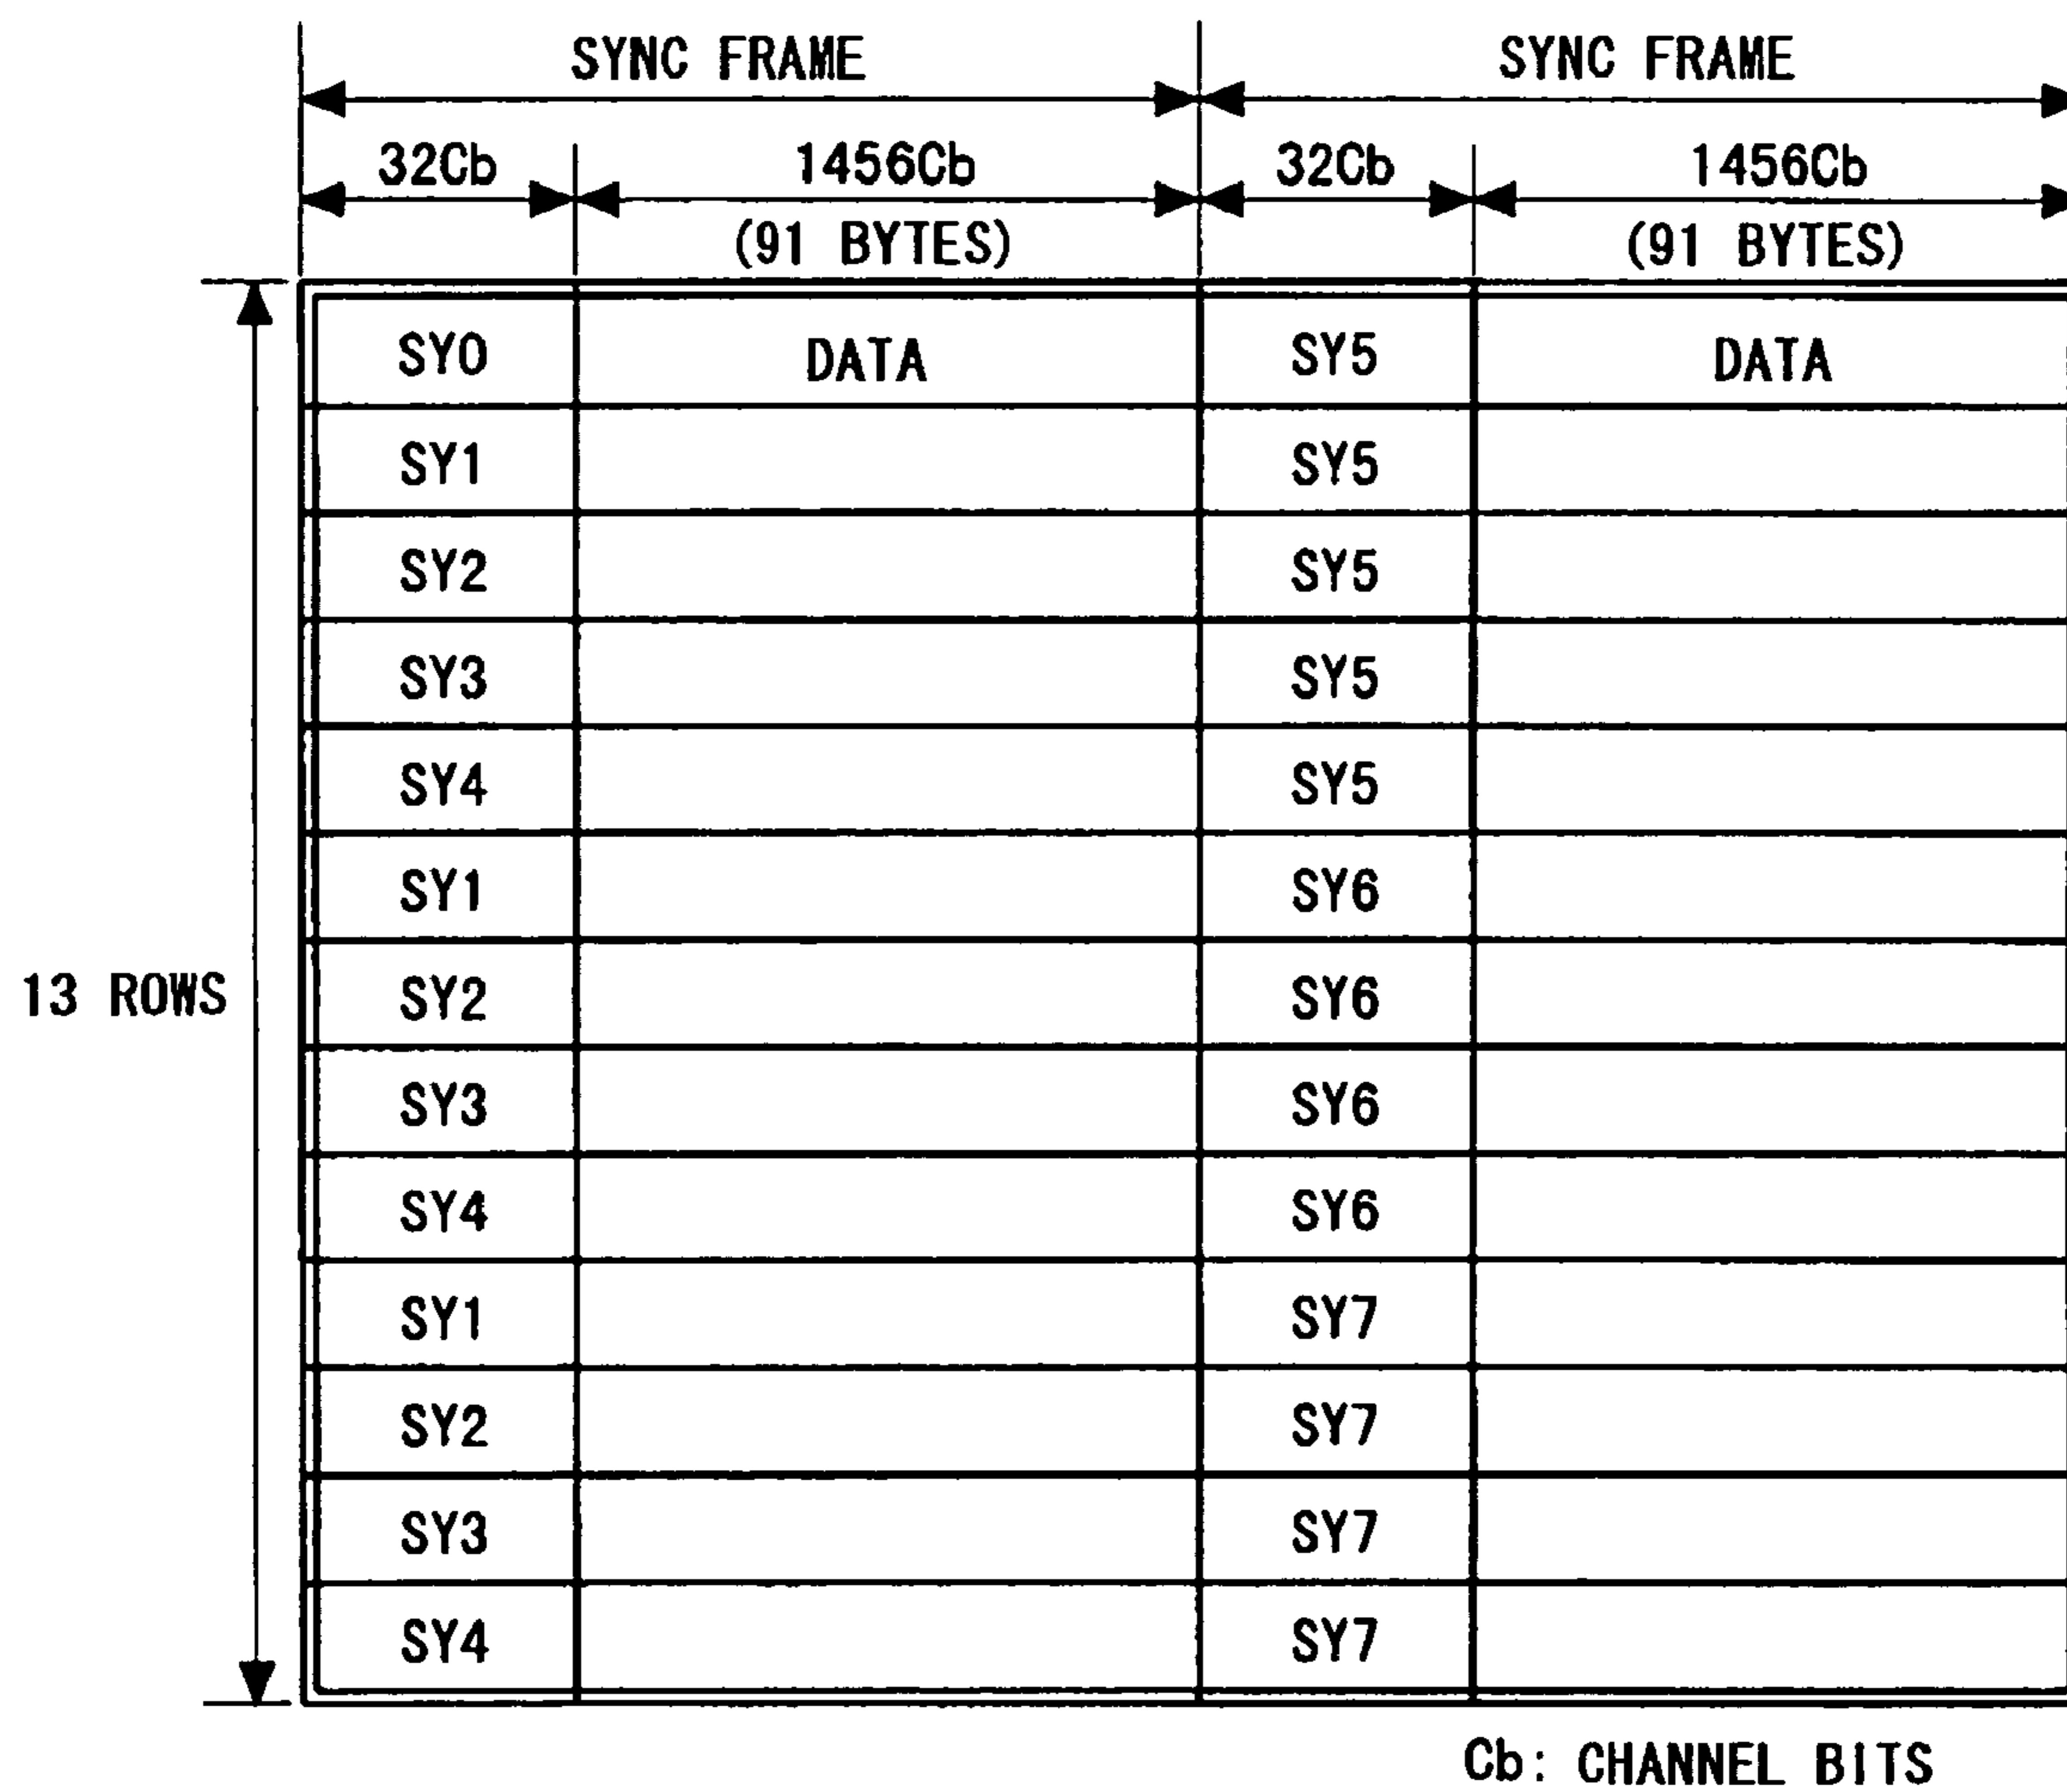 SYNC FRAME SYNC FRAME
32Cb 1456Cb 32Cb 1456Cb
(91 BYTES) (91 BYTES)
SY0 DATA SY5 DATA
SY1 SY5
SY2 SY5
SY3 SY5
SY4 SY5
SY1 SY6
13 ROWS SY2 SY6
SY3 SY6
SY4 SY6
SY1 SY7
SY2 SY7
SY3 SY7
SY4 SY7
Cb: CHANNEL BITS